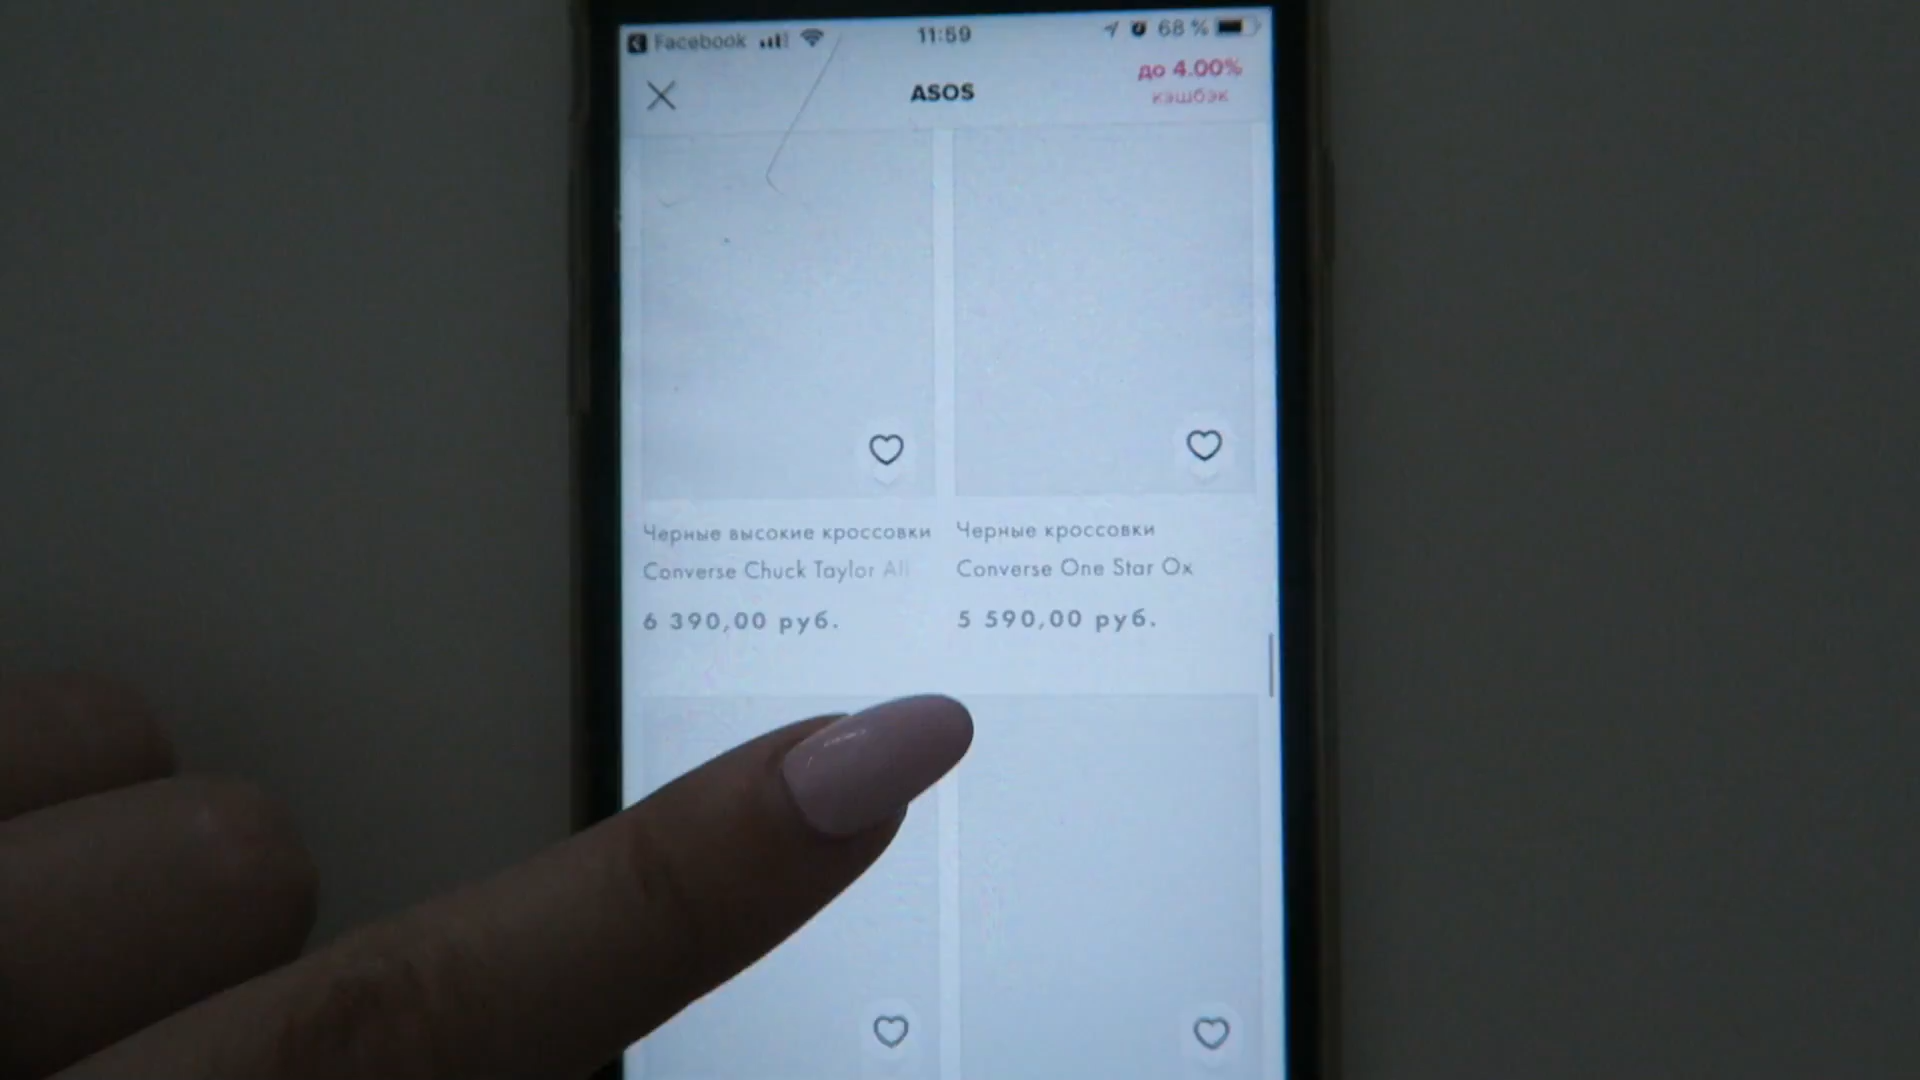 Facebook 11:59 68 %
до 4.00%
кэшбэк
ASOS
Черные высокие кроссовки
Converse Chuck Taylor All
6 390,00 руб.
Черные кроссовки
Converse One Star Ox
5 590,00 руб.